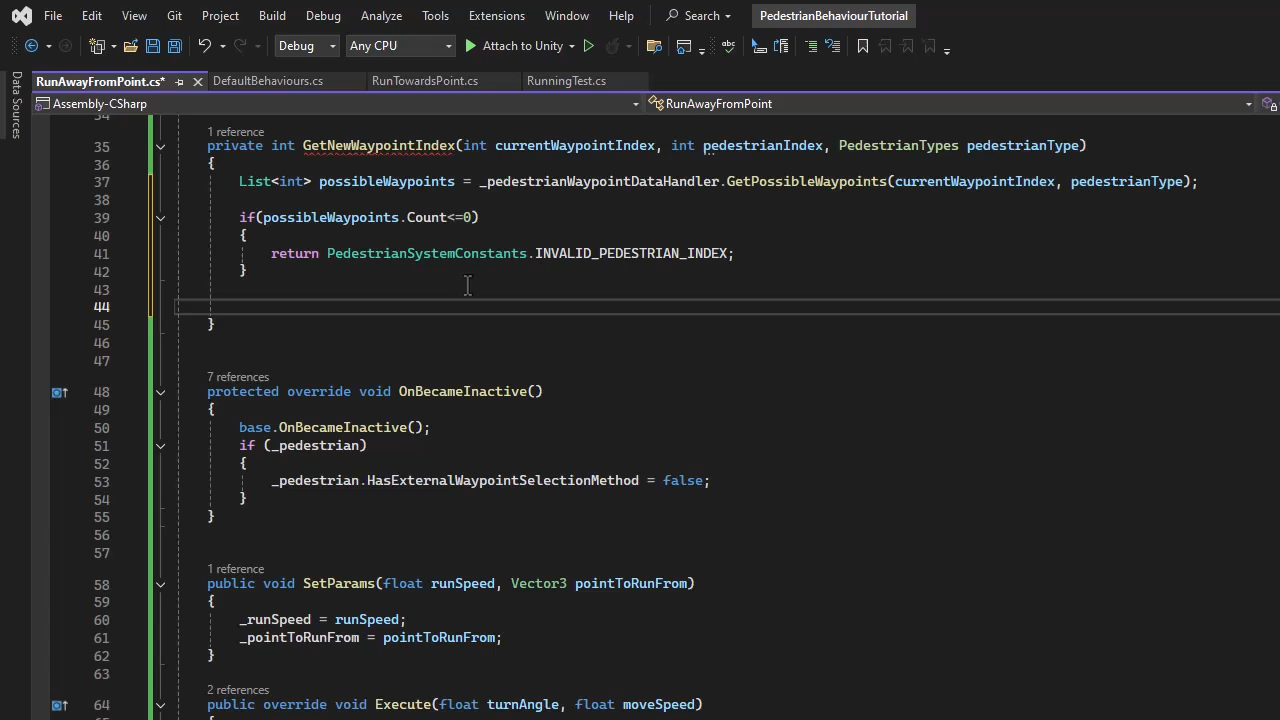 File Edit View Git Project Build Debug Analyze Tools Extensions Window Help Search PedestrianBehaviourTutorial
Debug Any CPU Attach to Unity
RunAwayFromPoint.cs* DefaultBehaviours.cs RunTowardsPoint.cs RunningTest.cs
Data Sources
Assembly-CSharp RunAwayFromPoint
34
1 reference
35 private int GetNewWaypointIndex(int currentWaypointIndex, int pedestrianIndex, PedestrianTypes pedestrianType)
36 {
37 List<int> possibleWaypoints = _pedestrianWaypointDataHandler.GetPossibleWaypoints(currentWaypointIndex, pedestrianType);
38
39 if(possibleWaypoints.Count<=0)
40 {
41 return PedestrianSystemConstants.INVALID_PEDESTRIAN_INDEX;
42 }
43
44
45 }
46
47
7 references
48 protected override void OnBecameInactive()
49 {
50 base.OnBecameInactive();
51 if (_pedestrian)
52 {
53 _pedestrian.HasExternalWaypointSelectionMethod = false;
54 }
55 }
56
57
1 reference
58 public void SetParams(float runSpeed, Vector3 pointToRunFrom)
59 {
60 _runSpeed = runSpeed;
61 _pointToRunFrom = pointToRunFrom;
62 }
63
2 references
64 public override void Execute(float turnAngle, float moveSpeed)
65 {